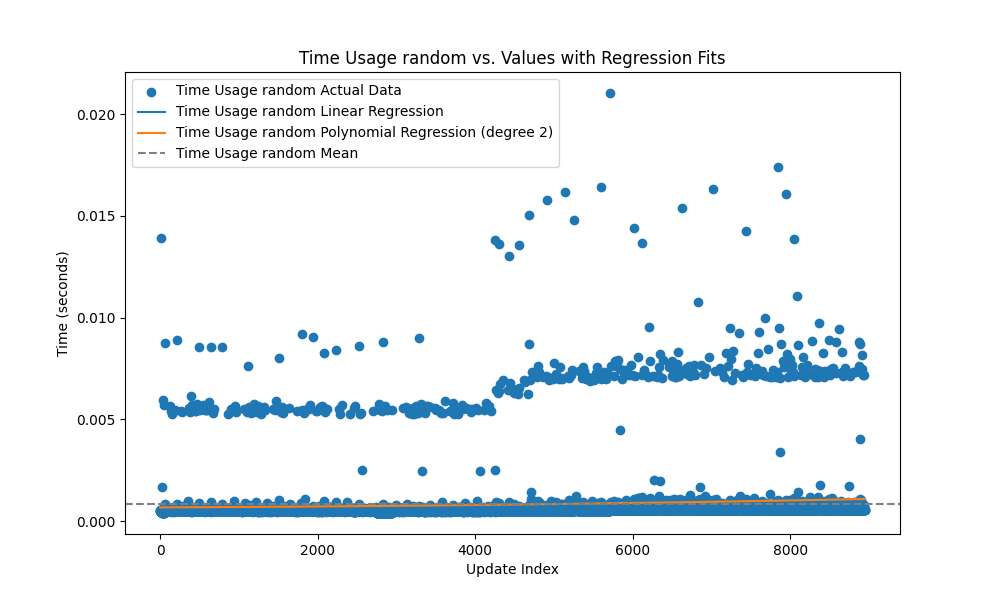 Time Usage random vs. Values with Regression Fits
Time Usage random Actual Data
Time Usage random Linear Regression
Time Usage random Polynomial Regression (degree 2)
Time Usage random Mean
0.020
0.015
0.010
0.005
0.000
Time (seconds)
0 2000 4000 6000 8000
Update Index